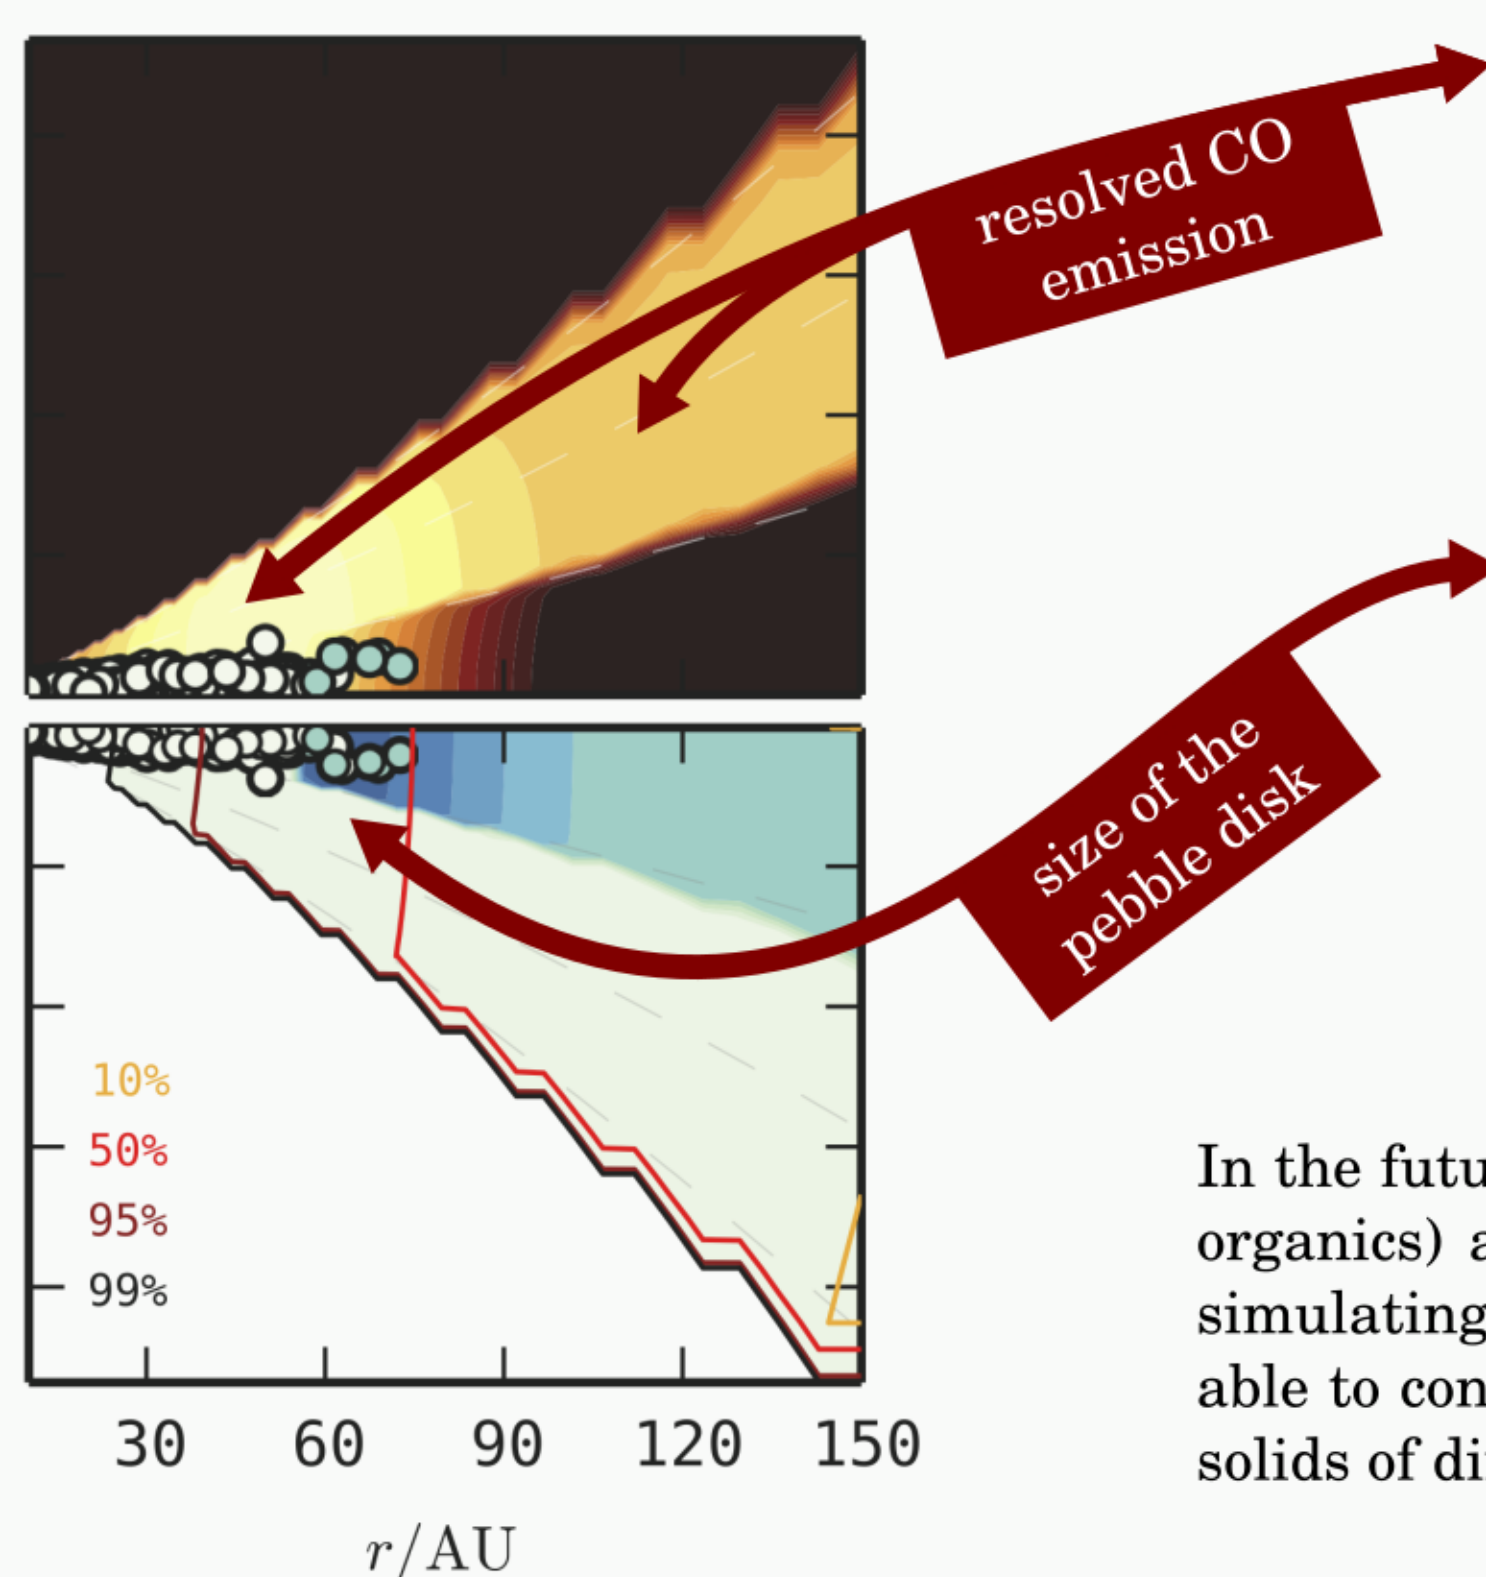 resolved CO
emission
size of the
pebble disk
10%
50%
95%
99%
30 60 90 120 150
r/AU
In the futu
organics) a
simulating
able to con
solids of di